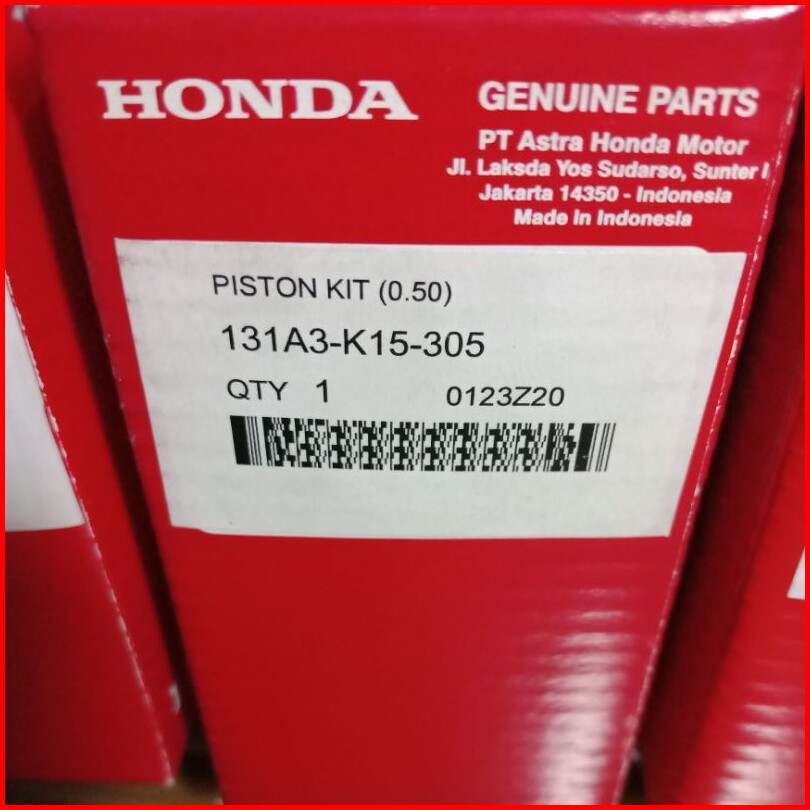 HONDA
GENUINE PARTS
PT Astra Honda Motor
Jl. Laksda Yos Sudarso, Sunter I
Jakarta 14350 - Indonesia
Made in Indonesia
PISTON KIT (0.50)
131A3-K15-305
QTY 1 0123Z20